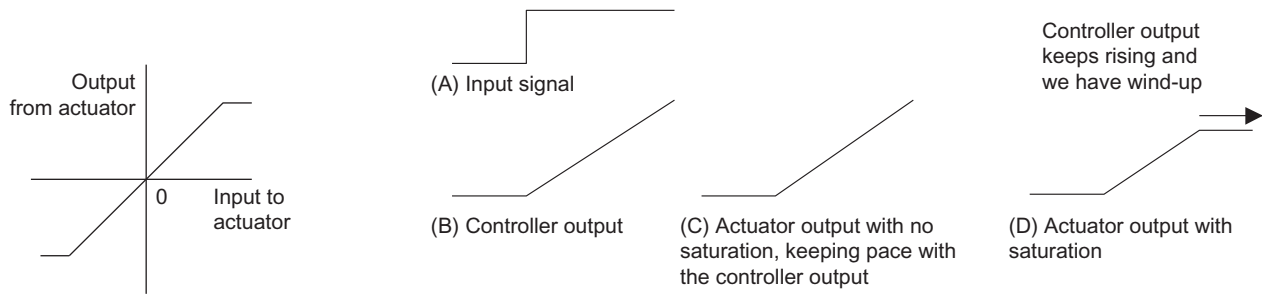 Output
from actuator
0
Input to
actuator
(A) Input signal
(B) Controller output
(C) Actuator output with no
saturation, keeping pace with
the controller output
Controller output
keeps rising and
we have wind-up
(D) Actuator output with
saturation